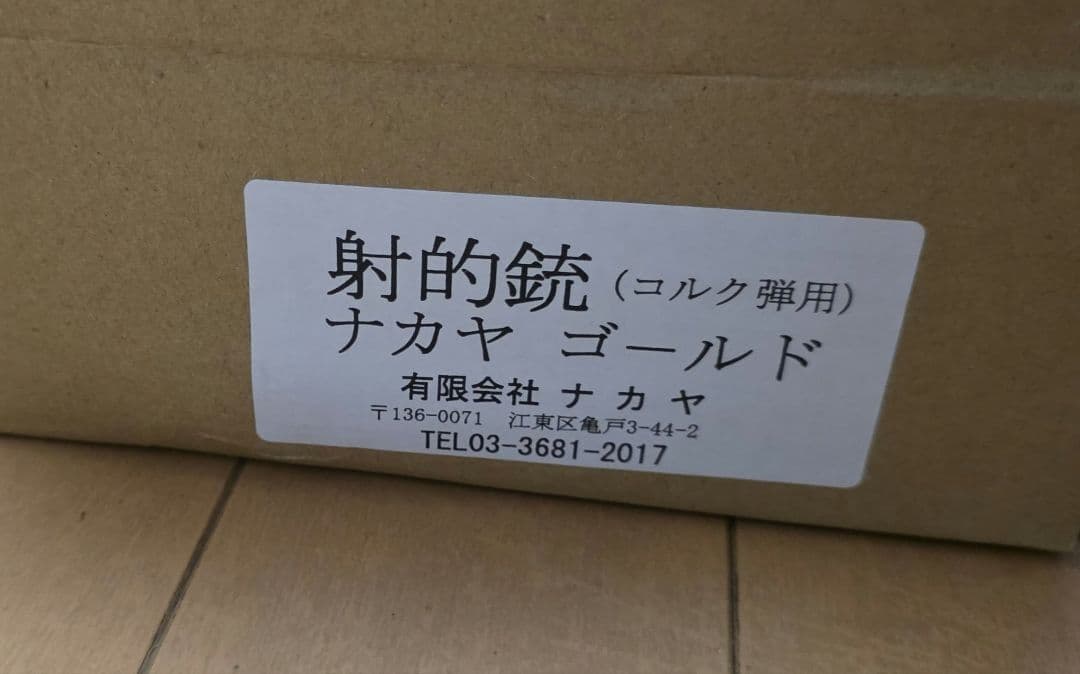 射的銃（コルク弾用）
ナカヤ ゴールド
有限会社 ナカヤ
〒136-0071 江東区亀戸3-44-2
TEL03-3681-2017